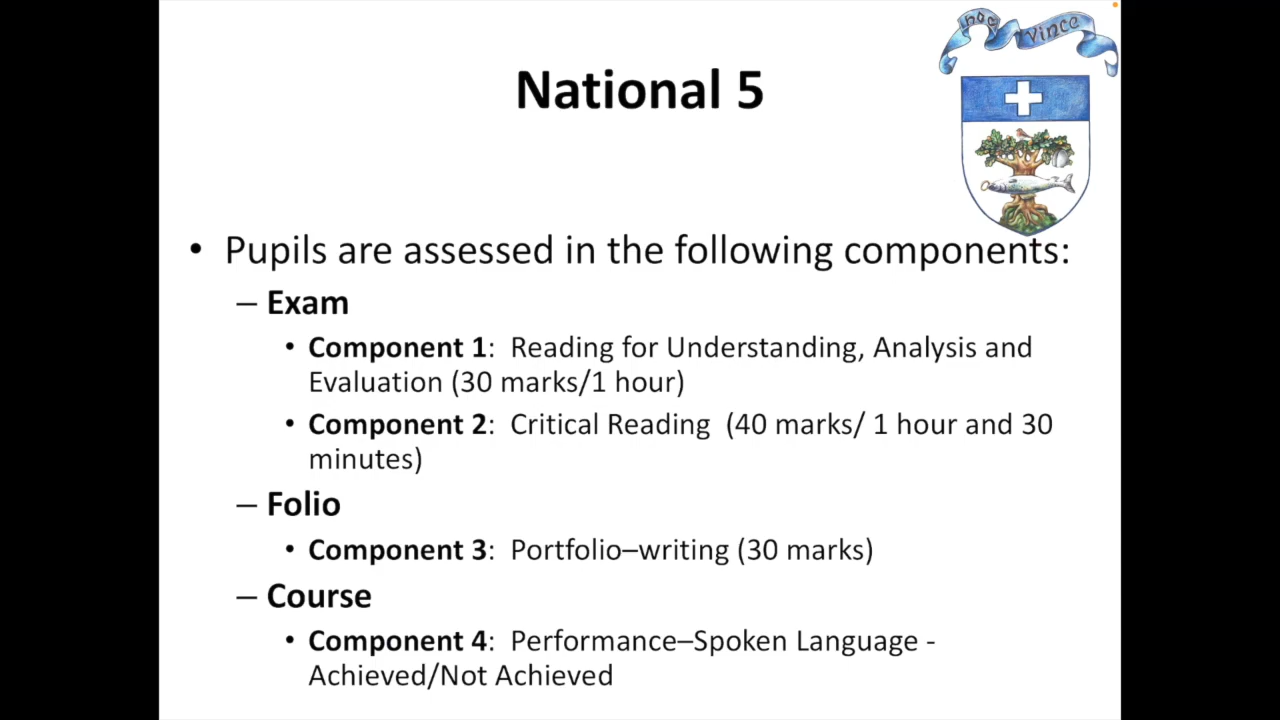 hoc Vince
National 5
• Pupils are assessed in the following components:
– Exam
• Component 1: Reading for Understanding, Analysis and
Evaluation (30 marks/1 hour)
• Component 2: Critical Reading (40 marks/ 1 hour and 30
minutes)
– Folio
• Component 3: Portfolio–writing (30 marks)
– Course
• Component 4: Performance–Spoken Language -
Achieved/Not Achieved